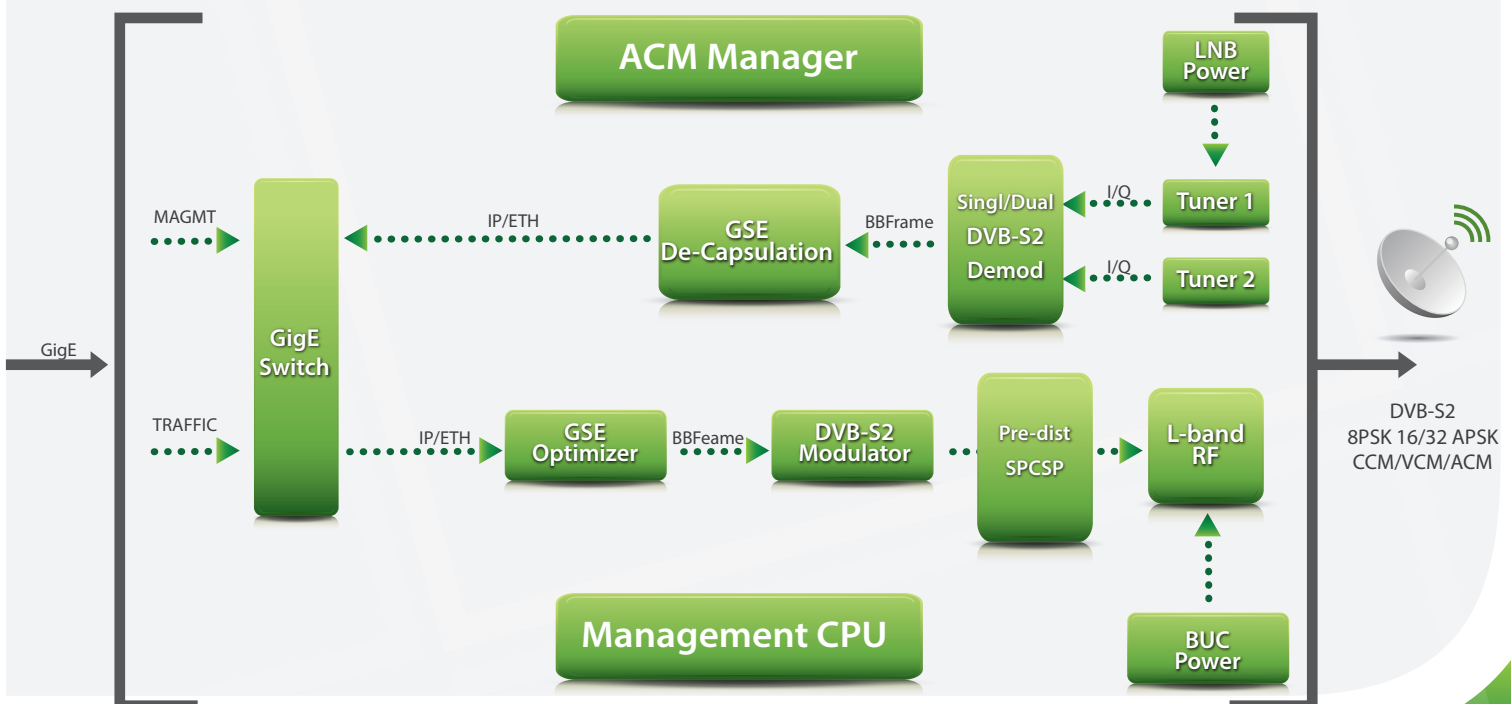 ACM Manager
LNB
Power
MAGMT
IP/ETH
GSE
De-Capsulation
BBFrame
Singl/Dual
DVB-S2
Demod
I/Q
Tuner 1
I/Q
Tuner 2
GigE
GigE
Switch
TRAFFIC
IP/ETH
GSE
Optimizer
BBFeame
DVB-S2
Modulator
Pre-dist
SPCSP
L-band
RF
DVB-S2
8PSK 16/32 APSK
CCM/VCM/ACM
Management CPU
BUC
Power